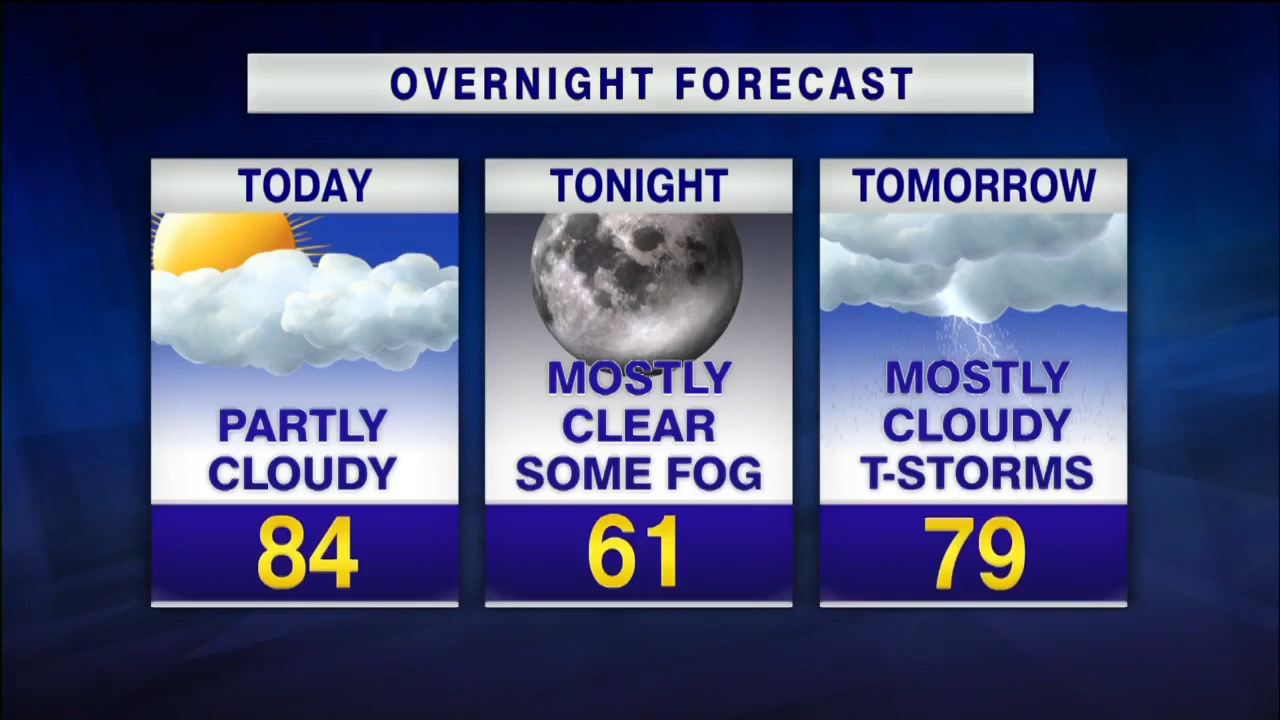 OVERNIGHT FORECAST
TODAY
PARTLY
CLOUDY
84
TONIGHT
MOSTLY
CLEAR
SOME FOG
61
TOMORROW
MOSTLY
CLOUDY
T-STORMS
79